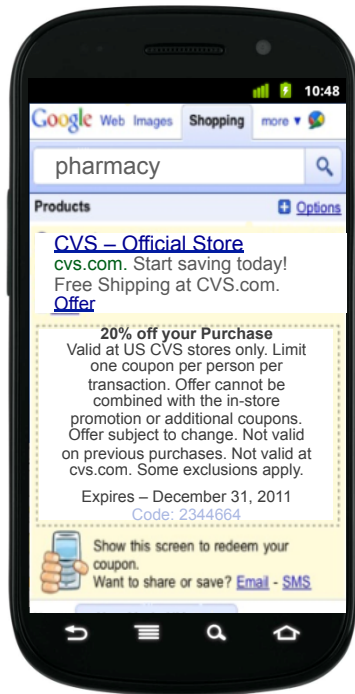 10:48
Google Web Images Shopping more ▼
pharmacy
Products Options
CVS – Official Store
cvs.com. Start saving today!
Free Shipping at CVS.com.
Offer
20% off your Purchase
Valid at US CVS stores only. Limit
one coupon per person per
transaction. Offer cannot be
combined with the in-store
promotion or additional coupons.
Offer subject to change. Not valid
on previous purchases. Not valid at
cvs.com. Some exclusions apply.
Expires – December 31, 2011
Code: 2344664
Show this screen to redeem your
coupon.
Want to share or save? Email - SMS